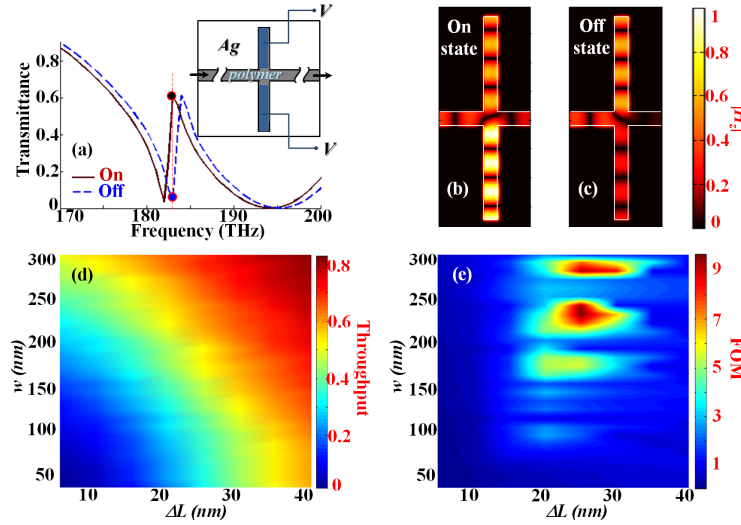 Transmittance
1
0.8
0.6
0.4
0.2
0
170
180
190
200
Frequency (THz)
(a)
On
Off
Ag
polymer
V
V
On
state
(b)
Off
state
(c)
1
0.8
0.6
0.4
0.2
0
|H_z|^2
(d)
w (nm)
300
250
200
150
100
50
10
20
30
40
ΔL (nm)
0.8
0.6
0.4
0.2
0
Throughput
(e)
w (nm)
300
250
200
150
100
50
10
20
30
40
ΔL (nm)
9
7
5
3
1
FOM